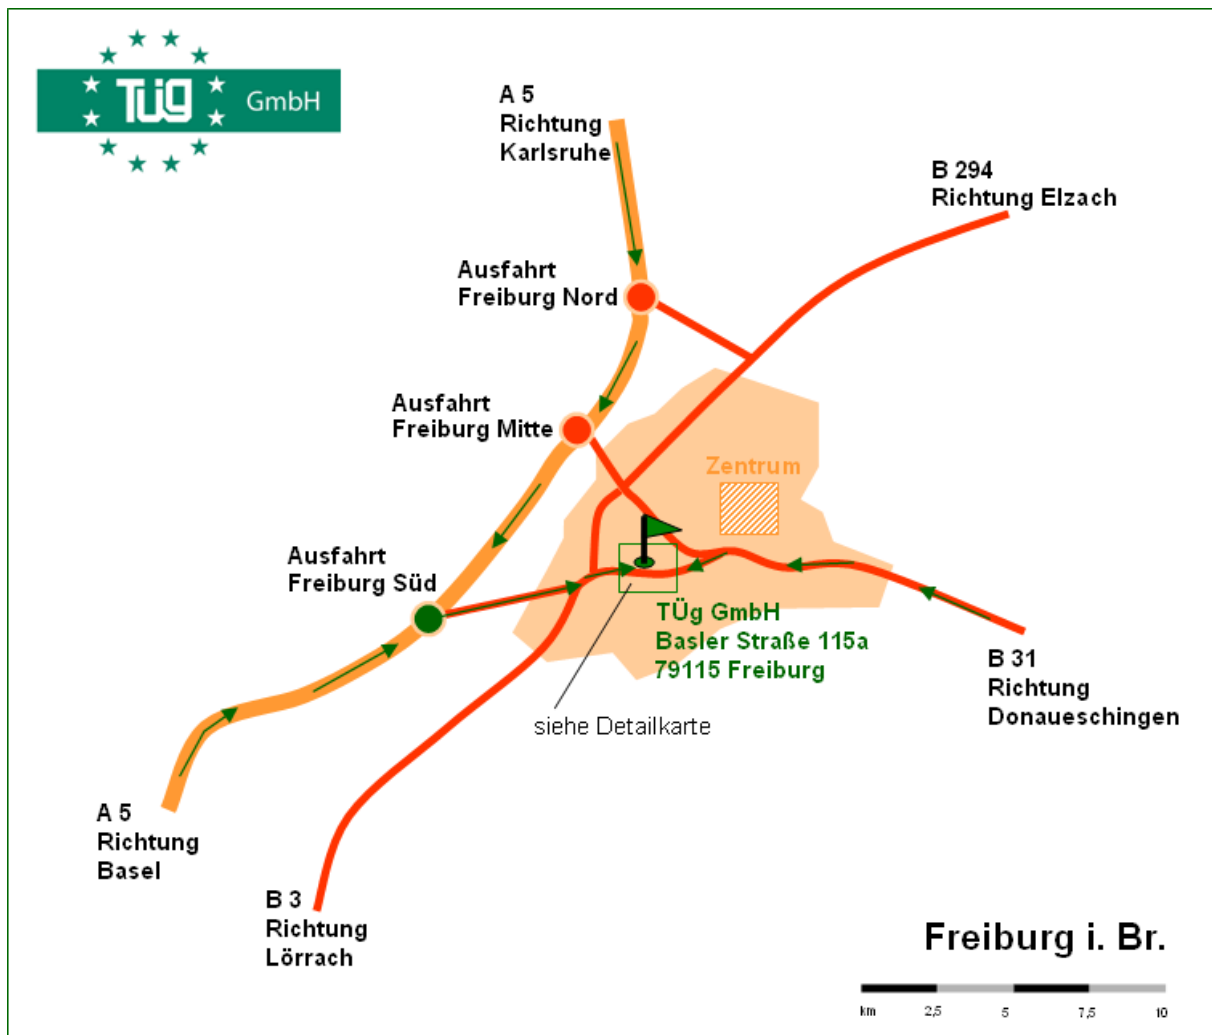 TÜg GmbH
A 5
Richtung
Karlsruhe
B 294
Richtung Elzach
Ausfahrt
Freiburg Nord
Ausfahrt
Freiburg Mitte
Zentrum
Ausfahrt
Freiburg Süd
TÜg GmbH
Basler Straße 115a
79115 Freiburg
B 31
Richtung
Donaueschingen
siehe Detailkarte
A 5
Richtung
Basel
B 3
Richtung
Lörrach
Freiburg i. Br.
km 2,5 5 7,5 10